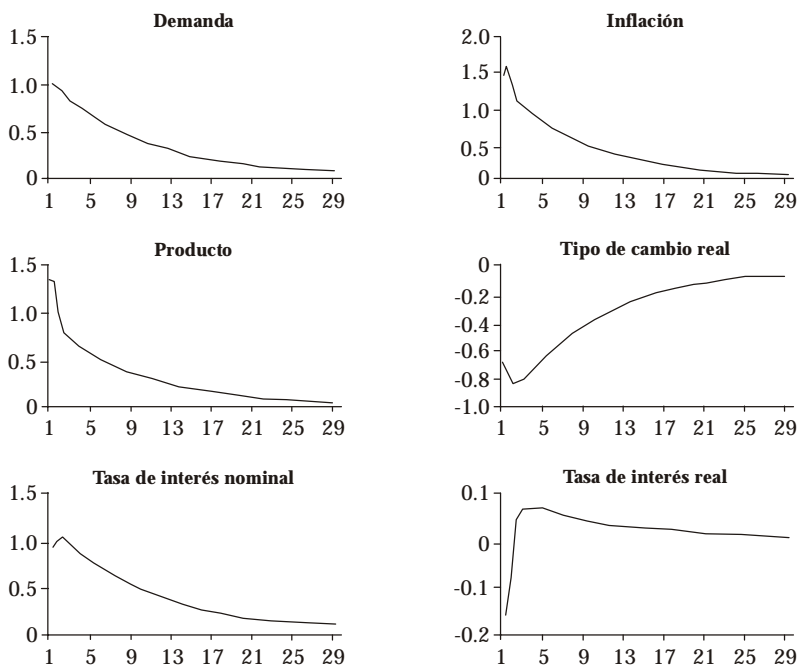 Demanda
1.5
1.0
0.5
0
1 5 9 13 17 21 25 29
Inflación
2.0
1.5
1.0
0.5
0
1 5 9 13 17 21 25 29
Producto
1.5
1.0
0.5
0
1 5 9 13 17 21 25 29
Tipo de cambio real
0
-0.2
-0.4
-0.6
-0.8
-1.0
1 5 9 13 17 21 25 29
Tasa de interés nominal
1.5
1.0
0.5
0
1 5 9 13 17 21 25 29
Tasa de interés real
0.1
0
-0.1
-0.2
1 5 9 13 17 21 25 29